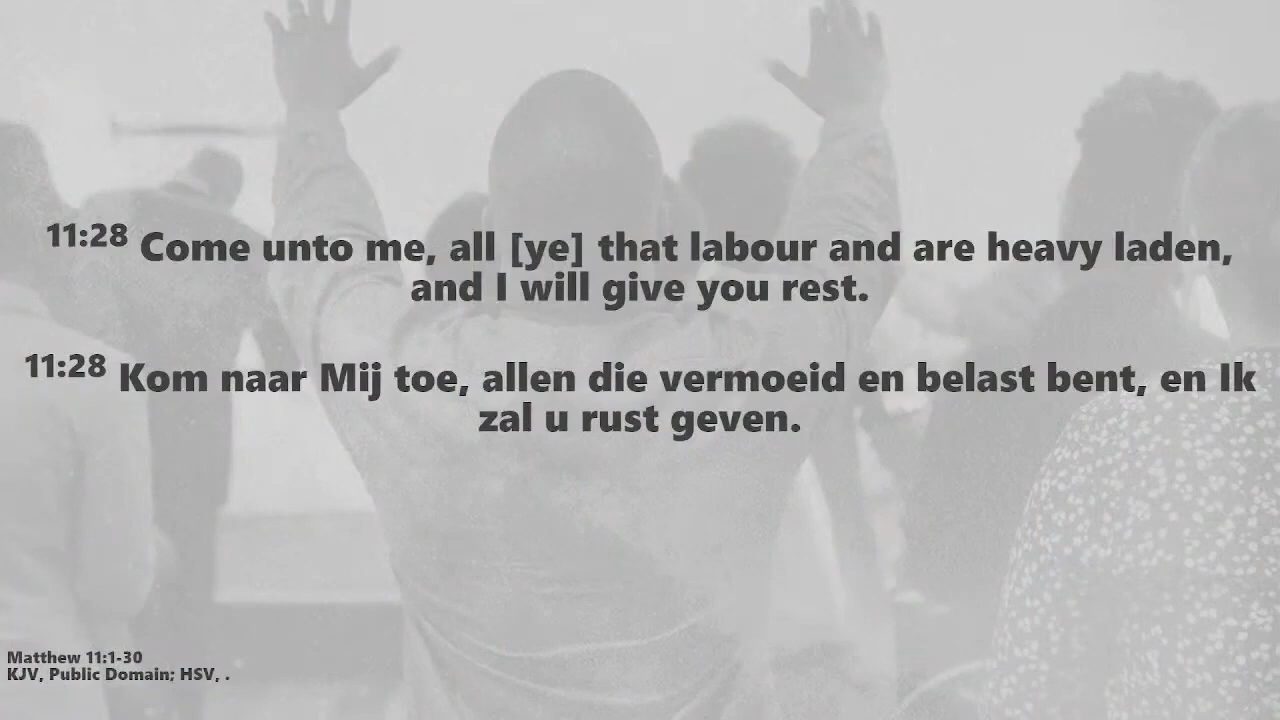 11:28 Come unto me, all [ye] that labour and are heavy laden,
and I will give you rest.
11:28 Kom naar Mij toe, allen die vermoeid en belast bent, en Ik
zal u rust geven.
Matthew 11:1-30
KJV, Public Domain; HSV, .